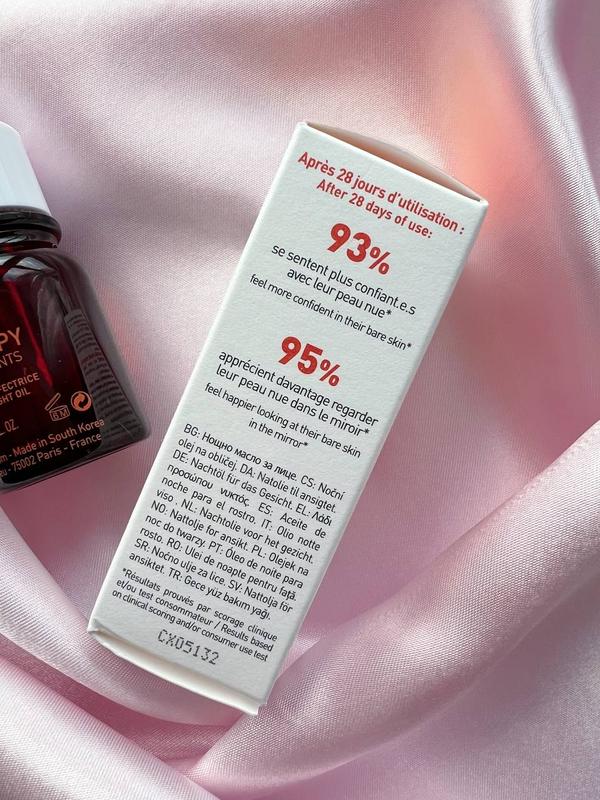 PY
NTS
FECTRICE
GHT OIL
6M
L OZ
m - Made in South Korea
eu - 75002 Paris - France
Après 28 jours d'utilisation :
After 28 days of use:
93%
se sentent plus confiant.e.s
avec leur peau nue*
feel more confident in their bare skin*
95%
apprécient davantage regarder
leur peau nue dans le miroir*
feel happier looking at their bare skin
in the mirror*
BG: Нощно масло за лице. CS: Noční
olej na obličej. DA: Natolie til ansigtet.
DE: Nachtöl für das Gesicht. EL: Λάδι
προσώπου νυκτός. ES: Aceite de
noche para el rostro. IT: Olio notte
viso. NL: Nachtolie voor het gezicht.
NO: Nattolje for ansikt. PL: Olejek na
noc do twarzy. PT: Óleo de noite para
rosto. RO: Ulei de noapte pentru față.
SR: Noćno ulje za lice. SV: Nattolja för
ansiktet. TR: Gece yüz bakım yağı.
*Résultats prouvés par scorage clinique
et/ou test consommateur / Results based
on clinical scoring and/or consumer use test
CX05132